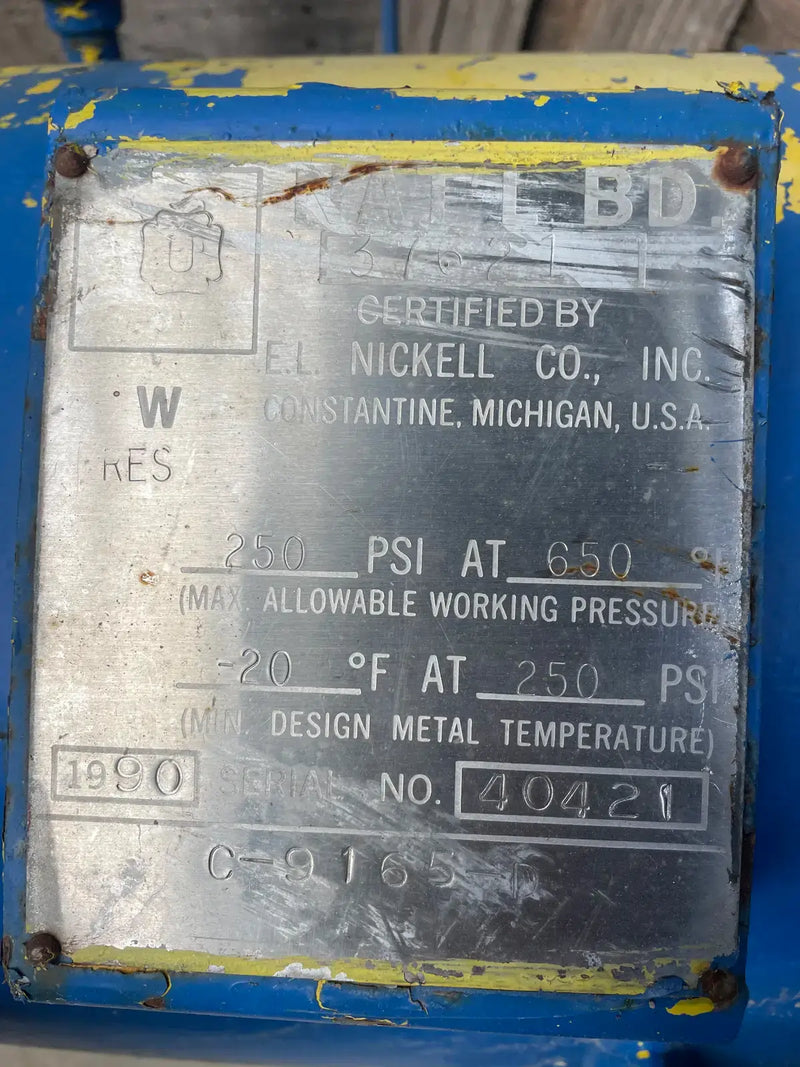 U
NAT'L BD.
37621
CERTIFIED BY
E.L. NICKELL CO., INC.
W
CONSTANTINE, MICHIGAN, U.S.A.
RES
250 PSI AT 650 °F
(MAX. ALLOWABLE WORKING PRESSURE
-20 °F AT 250 PSI
(MIN. DESIGN METAL TEMPERATURE)
1990 SERIAL NO. 40421
C-9165-D